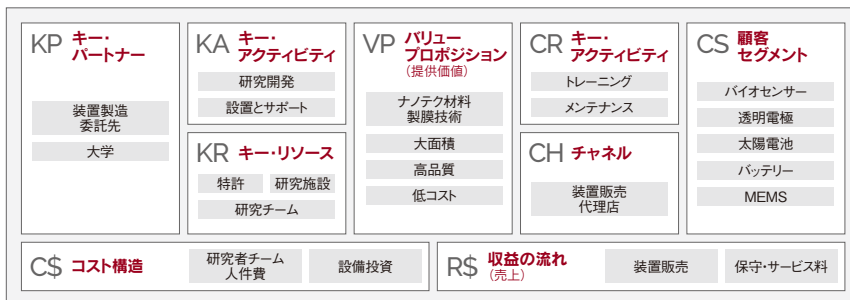 KP キー・
パートナー
装置製造
委託先
大学
KA キー・
アクティビティ
研究開発
設置とサポート
KR キー・リソース
特許 研究施設
研究チーム
VP バリュー
プロポジション
(提供価値)
ナノテク材料
製膜技術
大面積
高品質
低コスト
CR キー・
アクティビティ
トレーニング
メンテナンス
CH チャネル
装置販売
代理店
CS 顧客
セグメント
バイオセンサー
透明電極
太陽電池
バッテリー
MEMS
C$ コスト構造
研究者チーム
人件費
設備投資
R$ 収益の流れ
(売上)
装置販売
保守・サービス料